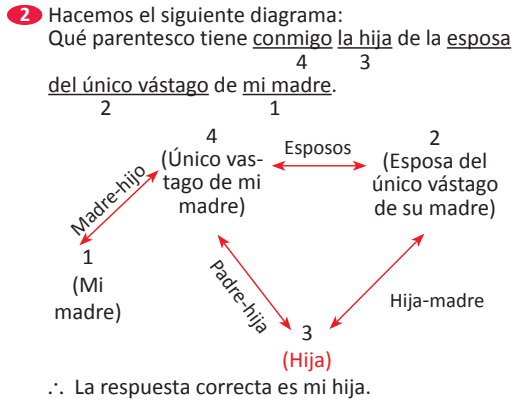 2 Hacemos el siguiente diagrama:
Qué parentesco tiene conmigo la hija de la esposa
4 3
del único vástago de mi madre.
2 1
4
(Único vas-
tago de mi
madre)
Esposos
2
(Esposa del
único vástago
de su madre)
Madre-hijo
1
(Mi
madre)
Padre-hija
Hija-madre
3
(Hija)
∴ La respuesta correcta es mi hija.